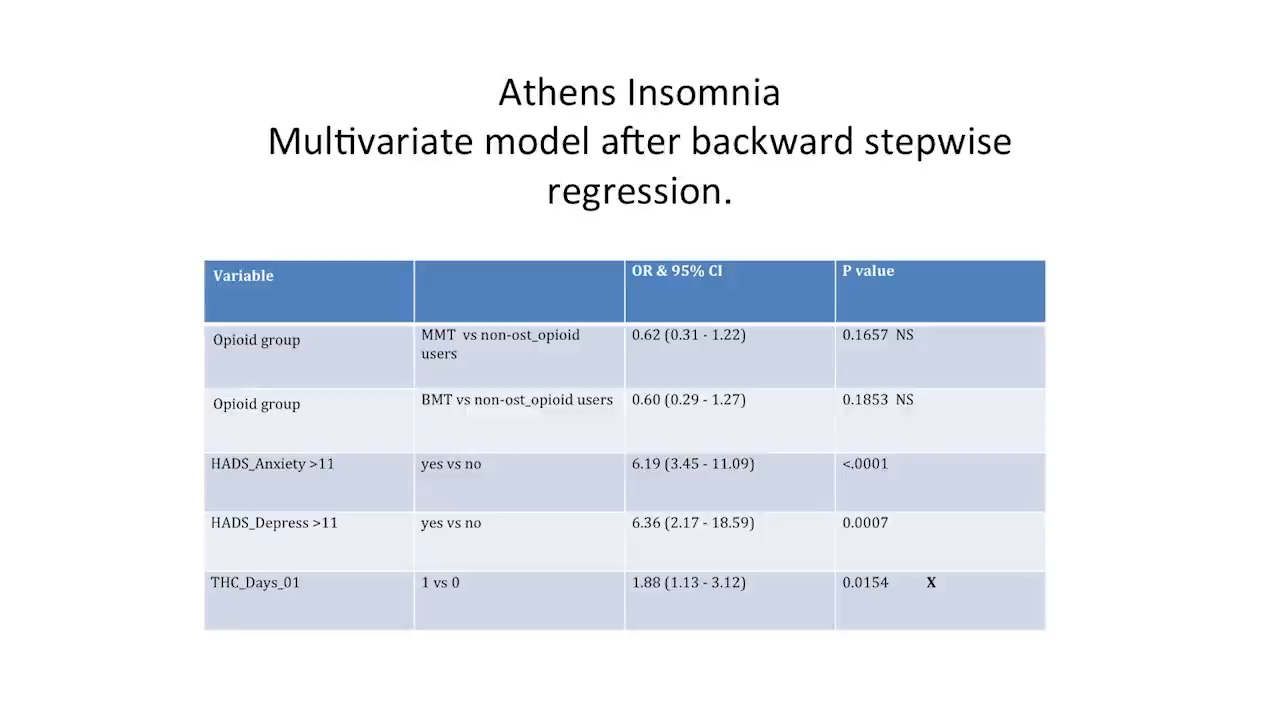 Athens Insomnia
Multivariate model after backward stepwise
regression.
Variable OR & 95% CI P value
Opioid group MMT vs non-ost_opioid users 0.62 (0.31 - 1.22) 0.1657 NS
Opioid group BMT vs non-ost_opioid users 0.60 (0.29 - 1.27) 0.1853 NS
HADS_Anxiety >11 yes vs no 6.19 (3.45 - 11.09) <.0001
HADS_Depress >11 yes vs no 6.36 (2.17 - 18.59) 0.0007
THC_Days_01 1 vs 0 1.88 (1.13 - 3.12) 0.0154 X